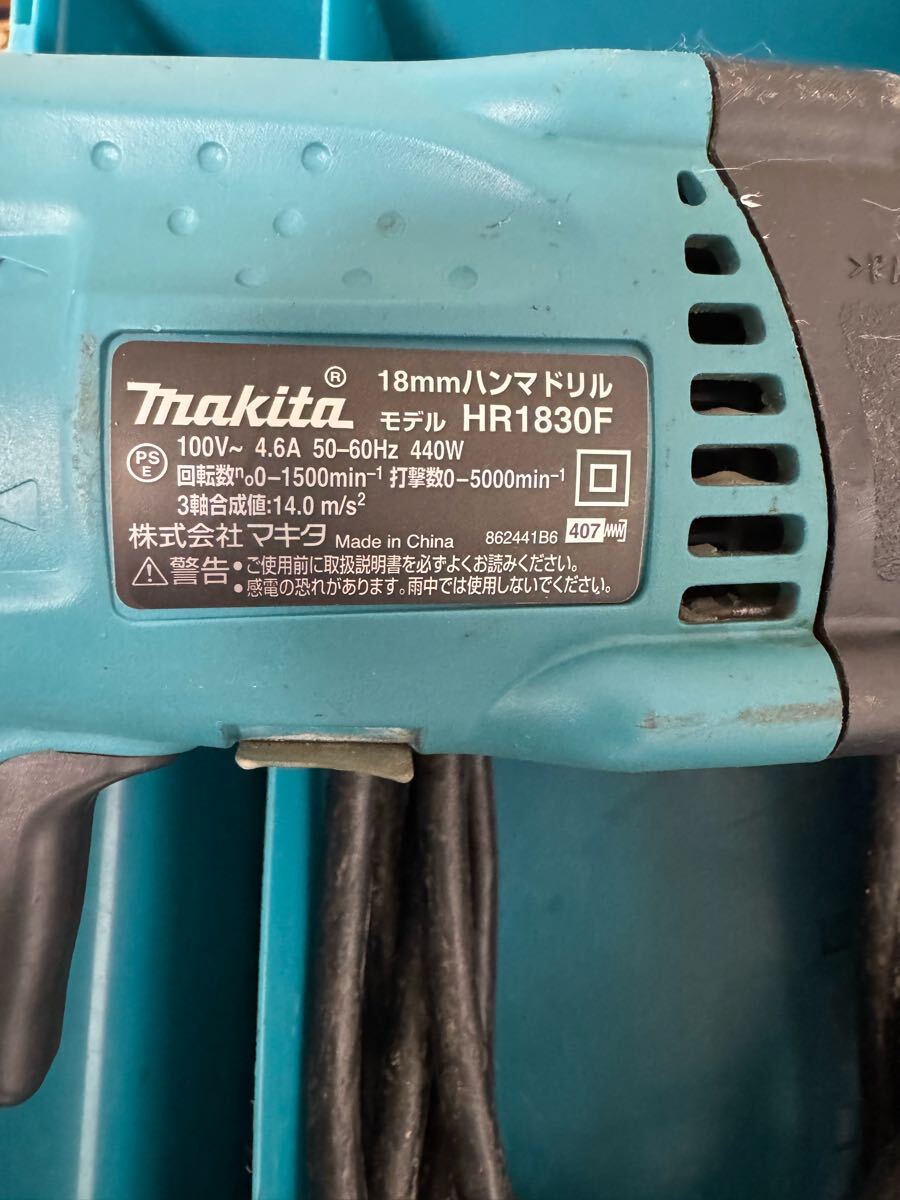 makita®
18mmハンマドリル
モデル HR1830F
PSE
100V~ 4.6A 50-60Hz 440W
回転数n₀0-1500min⁻¹ 打撃数0-5000min⁻¹
3軸合成値:14.0 m/s²
株式会社 マキタ Made in China 862441B6 407
⚠警告 •ご使用前に取扱説明書を必ずよくお読みください。
•感電の恐れがあります。雨中では使用しないでください。